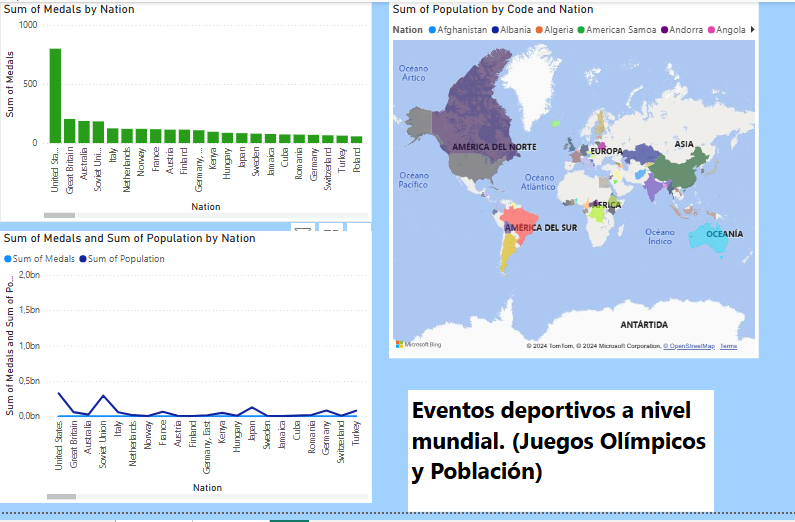 Sum of Medals by Nation
Sum of Medals
1000
500
0
United Sta...
Great Britain
Australia
Soviet Uni...
Italy
Netherlands
Norway
France
Austria
Finland
Germany, ...
Kenya
Hungary
Japan
Sweden
Jamaica
Cuba
Romania
Germany
Switzerland
Turkey
Poland
Nation
Sum of Medals and Sum of Population by Nation
Sum of Medals Sum of Population
Sum of Medals and Sum of Po...
2,0bn
1,5bn
1,0bn
0,5bn
0,0bn
United States
Great Britain
Australia
Soviet Union
Italy
Netherlands
Norway
France
Austria
Finland
Germany, East
Kenya
Hungary
Japan
Sweden
Jamaica
Cuba
Romania
Germany
Switzerland
Turkey
Nation
Sum of Population by Code and Nation
Nation Afghanistan Albania Algeria American Samoa Andorra Angola
Océano
Ártico
AMÉRICA DEL NORTE
EUROPA
ASIA
Océano
Pacífico
Océano
Atlántico
ÁFRICA
AMÉRICA DEL SUR
Océano
Índico
OCEANÍA
ANTÁRTIDA
Microsoft Bing
© 2024 TomTom, © 2024 Microsoft Corporation, © OpenStreetMap Terms
Eventos deportivos a nivel
mundial. (Juegos Olímpicos
y Población)